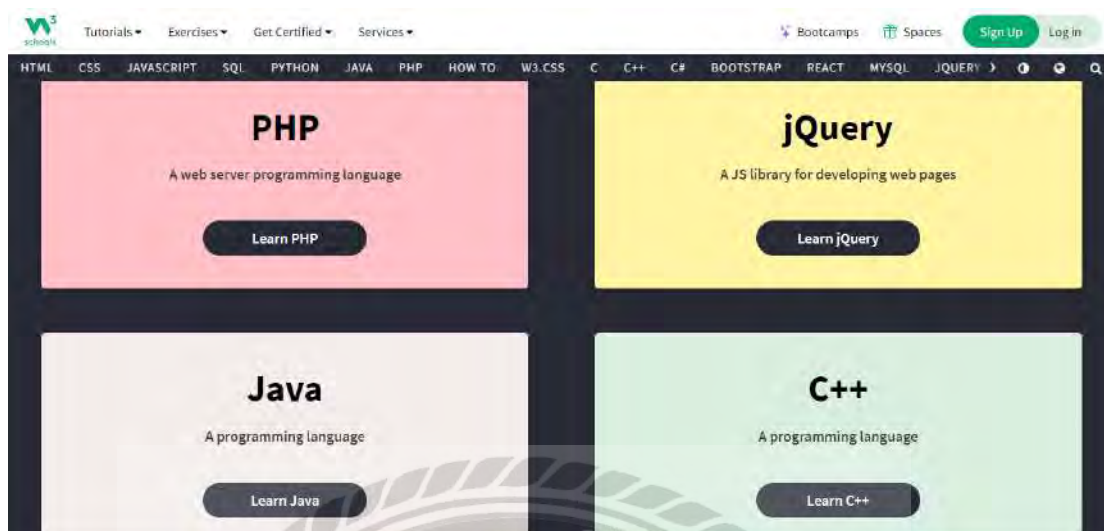 w3 schools
Tutorials Exercises Get Certified Services Bootcamps Spaces Sign Up Log in
HTML CSS JAVASCRIPT SQL PYTHON JAVA PHP HOW TO W3.CSS C C++ C# BOOTSTRAP REACT MYSQL JQUERY
PHP
A web server programming language
Learn PHP
jQuery
A JS library for developing web pages
Learn jQuery
Java
A programming language
Learn Java
C++
A programming language
Learn C++